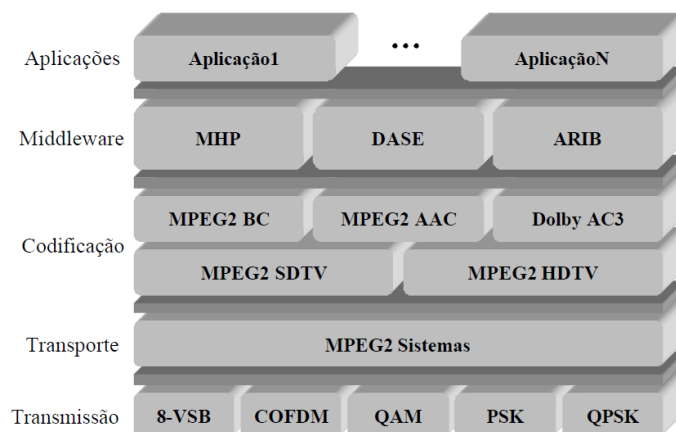 Aplicações
Aplicação1
...
AplicaçãoN
Middleware
MHP
DASE
ARIB
Codificação
MPEG2 BC
MPEG2 AAC
Dolby AC3
MPEG2 SDTV
MPEG2 HDTV
Transporte
MPEG2 Sistemas
Transmissão
8-VSB
COFDM
QAM
PSK
QPSK